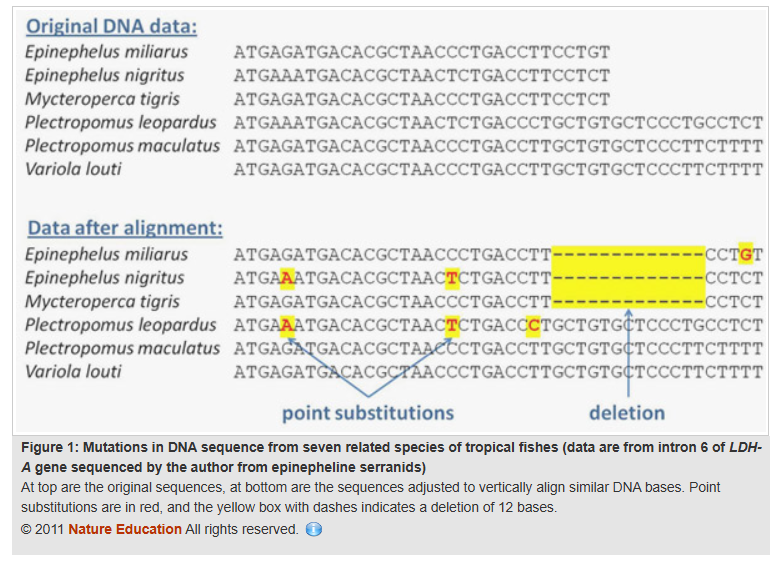 Original DNA data:
Epinephelus miliarus ATGAGATGACACGCTAACCCTGACCTTCCTGT
Epinephelus nigritus ATGAAATGACACGCTAACTCTGACCTTCCTCT
Mycteroperca tigris ATGAGATGACACGCTAACCCTGACCTTCCTCT
Plectropomus leopardus ATGAAATGACACGCTAACTCTGACCCTGCTGTGCTCCCTGCCTCT
Plectropomus maculatus ATGAGATGACACGCTAACCCTGACCTTGCTGTGCTCCCTTCTTTT
Variola louti ATGAGATGACACGCTAACCCTGACCTTGCTGTGCTCCCTTCTTTT
Data after alignment:
Epinephelus miliarus ATGAGATGACACGCTAACCCTGACCTT-------------CCTGT
Epinephelus nigritus ATGAAATGACACGCTAACTCTGACCTT-------------CCTCT
Mycteroperca tigris ATGAGATGACACGCTAACCCTGACCTT-------------CCTCT
Plectropomus leopardus ATGAAATGACACGCTAACTCTGACCCTGCTGTGCTCCCTGCCTCT
Plectropomus maculatus ATGAGATGACACGCTAACCCTGACCTTGCTGTGCTCCCTTCTTTT
Variola louti ATGAGATGACACGCTAACCCTGACCTTGCTGTGCTCCCTTCTTTT
point substitutions deletion
Figure 1: Mutations in DNA sequence from seven related species of tropical fishes (data are from intron 6 of LDH-
A gene sequenced by the author from epinepheline serranids)
At top are the original sequences, at bottom are the sequences adjusted to vertically align similar DNA bases. Point
substitutions are in red, and the yellow box with dashes indicates a deletion of 12 bases.
© 2011 Nature Education All rights reserved. i